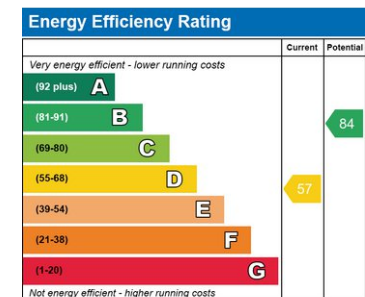 Energy Efficiency Rating
Current Potential
Very energy efficient - lower running costs
(92 plus) A
(81-91) B
84
(69-80) C
(55-68) D
57
(39-54) E
(21-38) F
(1-20) G
Not energy efficient - higher running costs